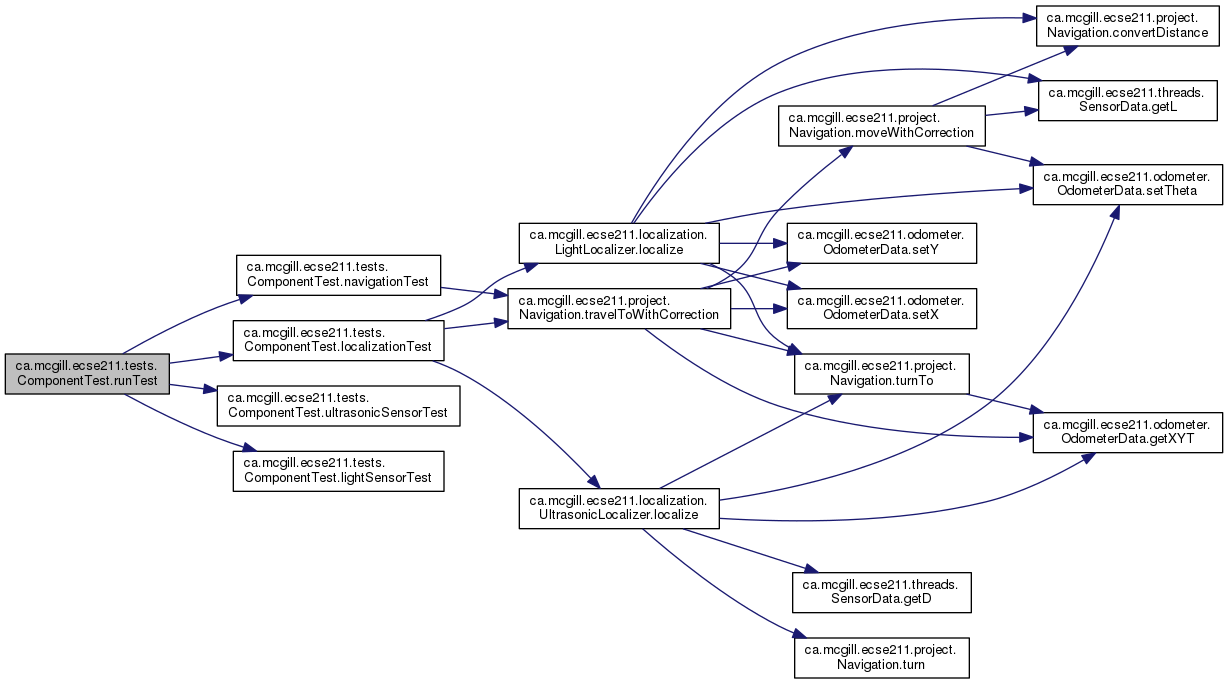 ca.mcgill.ecse211.tests.
ComponentTest.runTest
ca.mcgill.ecse211.tests.
ComponentTest.navigationTest
ca.mcgill.ecse211.tests.
ComponentTest.localizationTest
ca.mcgill.ecse211.tests.
ComponentTest.ultrasonicSensorTest
ca.mcgill.ecse211.tests.
ComponentTest.lightSensorTest
ca.mcgill.ecse211.localization.
LightLocalizer.localize
ca.mcgill.ecse211.project.
Navigation.travelToWithCorrection
ca.mcgill.ecse211.localization.
UltrasonicLocalizer.localize
ca.mcgill.ecse211.project.
Navigation.moveWithCorrection
ca.mcgill.ecse211.odometer.
OdometerData.setY
ca.mcgill.ecse211.odometer.
OdometerData.setX
ca.mcgill.ecse211.project.
Navigation.turnTo
ca.mcgill.ecse211.threads.
SensorData.getD
ca.mcgill.ecse211.project.
Navigation.turn
ca.mcgill.ecse211.project.
Navigation.convertDistance
ca.mcgill.ecse211.threads.
SensorData.getL
ca.mcgill.ecse211.odometer.
OdometerData.setTheta
ca.mcgill.ecse211.odometer.
OdometerData.getXYT